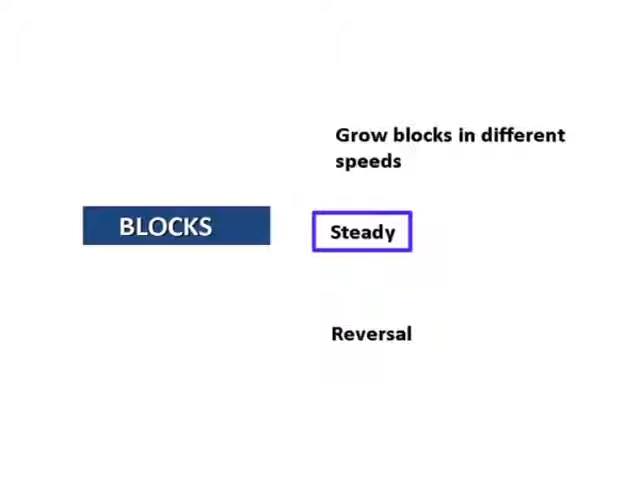 Grow blocks in different
speeds
BLOCKS
Steady
Reversal